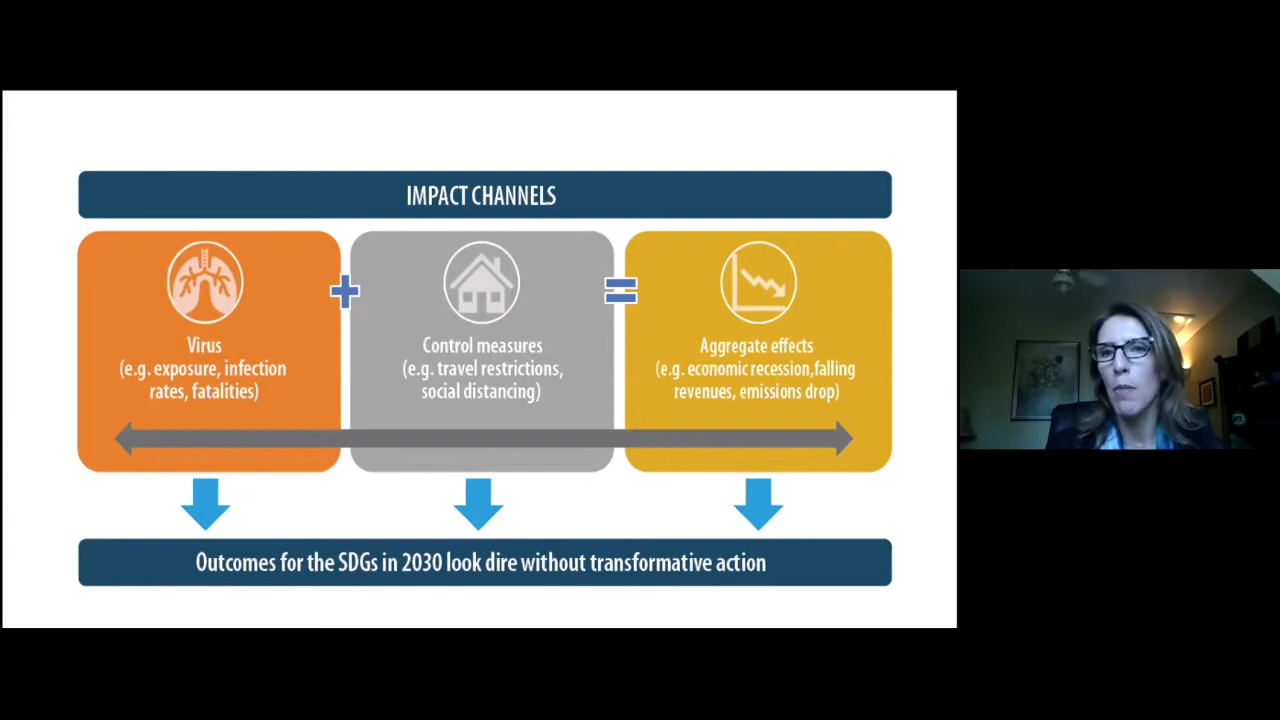 IMPACT CHANNELS
Virus
(e.g. exposure, infection
rates, fatalities)
Control measures
(e.g. travel restrictions,
social distancing)
Aggregate effects
(e.g. economic recession,falling
revenues, emissions drop)
Outcomes for the SDGs in 2030 look dire without transformative action